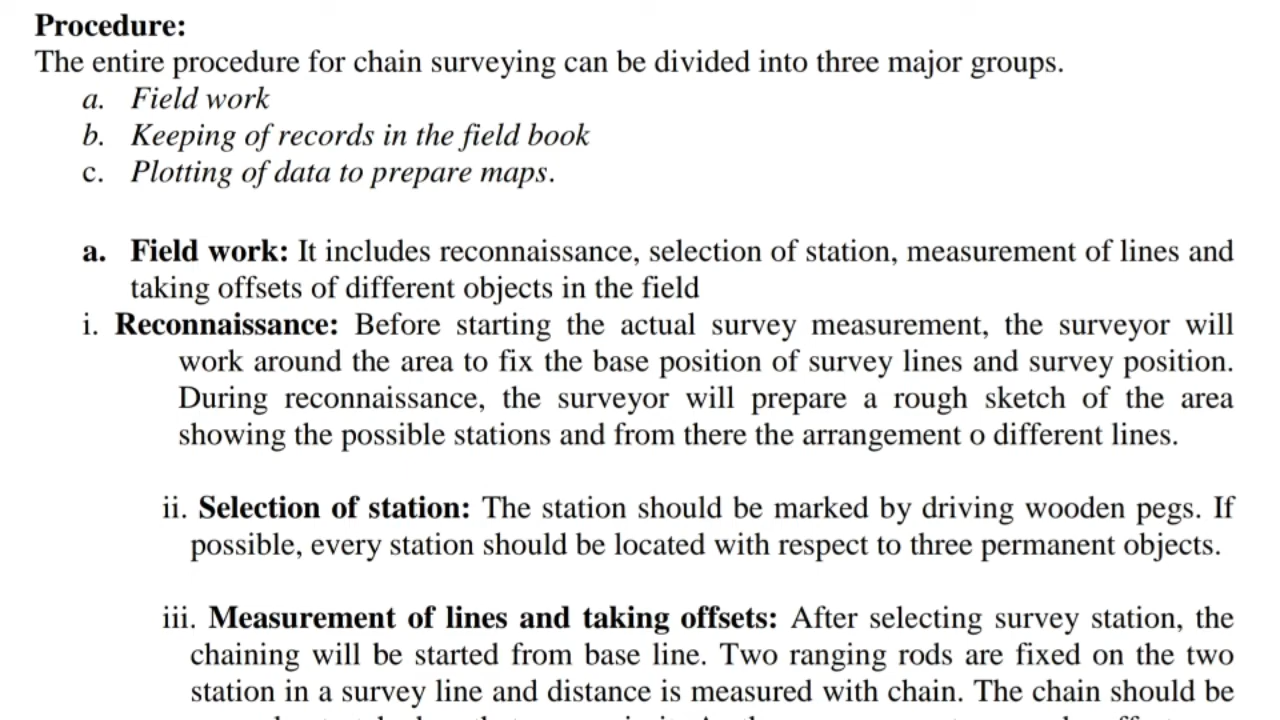 Procedure:
The entire procedure for chain surveying can be divided into three major groups.
a. Field work
b. Keeping of records in the field book
c. Plotting of data to prepare maps.
a. Field work: It includes reconnaissance, selection of station, measurement of lines and
taking offsets of different objects in the field
i. Reconnaissance: Before starting the actual survey measurement, the surveyor will
work around the area to fix the base position of survey lines and survey position.
During reconnaissance, the surveyor will prepare a rough sketch of the area
showing the possible stations and from there the arrangement o different lines.
ii. Selection of station: The station should be marked by driving wooden pegs. If
possible, every station should be located with respect to three permanent objects.
iii. Measurement of lines and taking offsets: After selecting survey station, the
chaining will be started from base line. Two ranging rods are fixed on the two
station in a survey line and distance is measured with chain. The chain should be